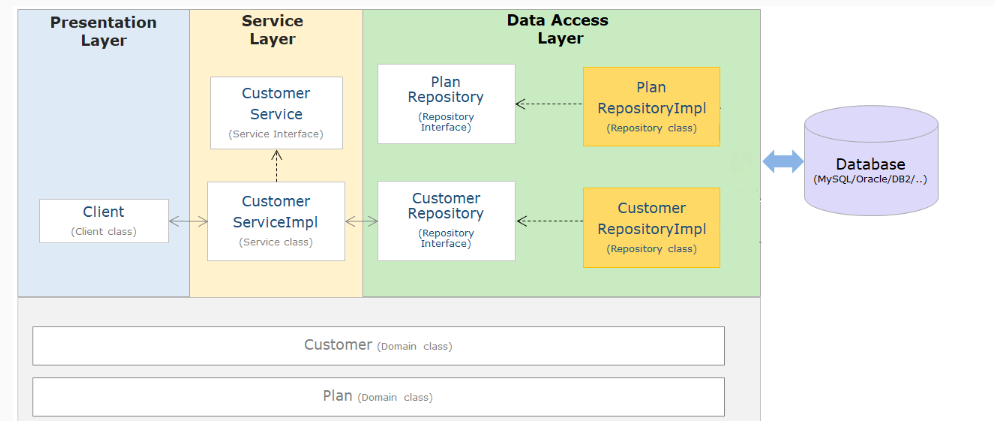 Presentation
Layer
Service
Layer
Data Access
Layer
Customer
Service
(Service Interface)
Plan
Repository
(Repository
Interface)
Plan
RepositoryImpl
(Repository class)
Client
(Client class)
Customer
ServiceImpl
(Service class)
Customer
Repository
(Repository
Interface)
Customer
RepositoryImpl
(Repository class)
Database
(MySQL/Oracle/DB2/..)
Customer (Domain class)
Plan (Domain class)